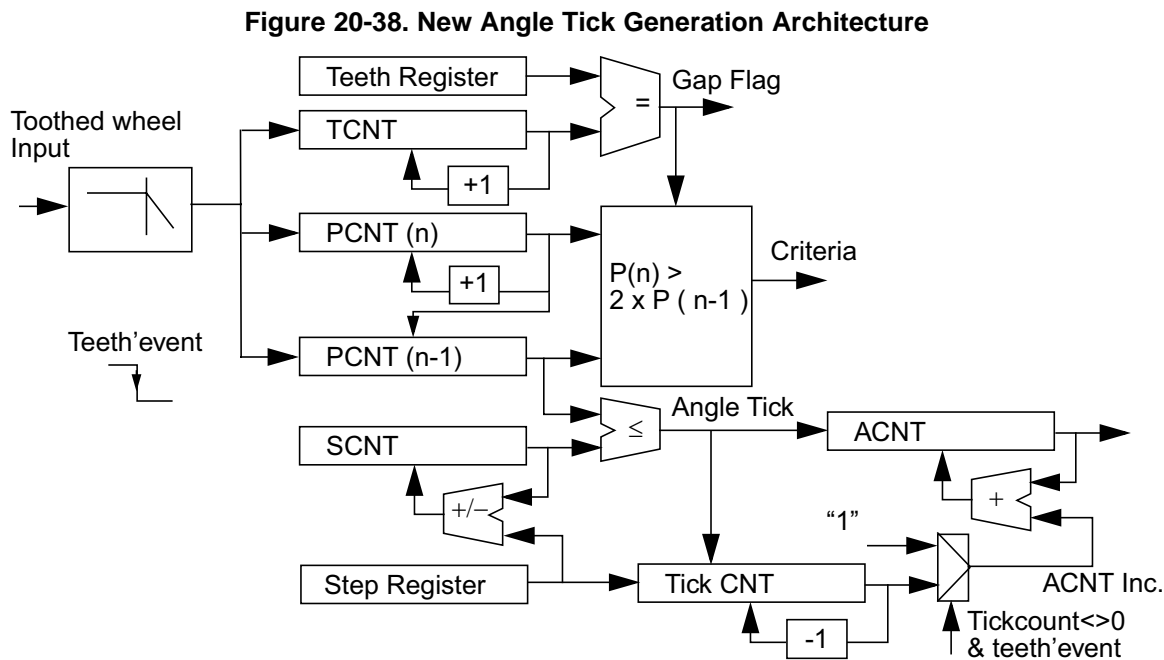 Figure 20-38. New Angle Tick Generation Architecture
Teeth Register
Gap Flag
=
Toothed wheel
Input
TCNT
+1
PCNT (n)
Criteria
P(n) >
2 x P ( n-1 )
+1
Teeth'event
PCNT (n-1)
Angle Tick
≤
SCNT
ACNT
+/−
+
"1"
Step Register
Tick CNT
ACNT Inc.
-1
Tickcount<>0
& teeth'event